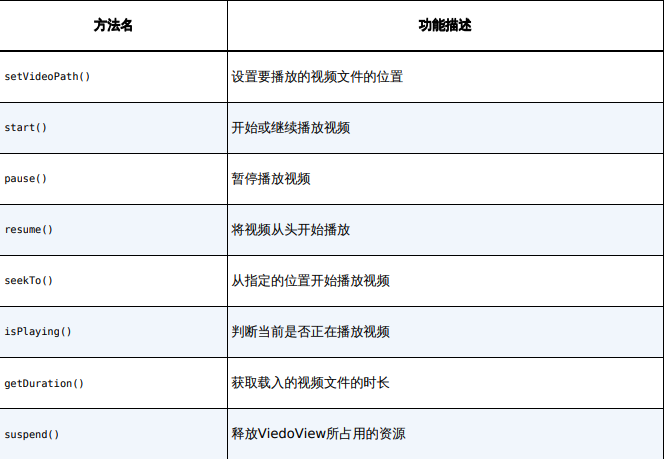 方法名 功能描述
setVideoPath() 设置要播放的视频文件的位置
start() 开始或继续播放视频
pause() 暂停播放视频
resume() 将视频从头开始播放
seekTo() 从指定的位置开始播放视频
isPlaying() 判断当前是否正在播放视频
getDuration() 获取载入的视频文件的时长
suspend() 释放ViedoView所占用的资源